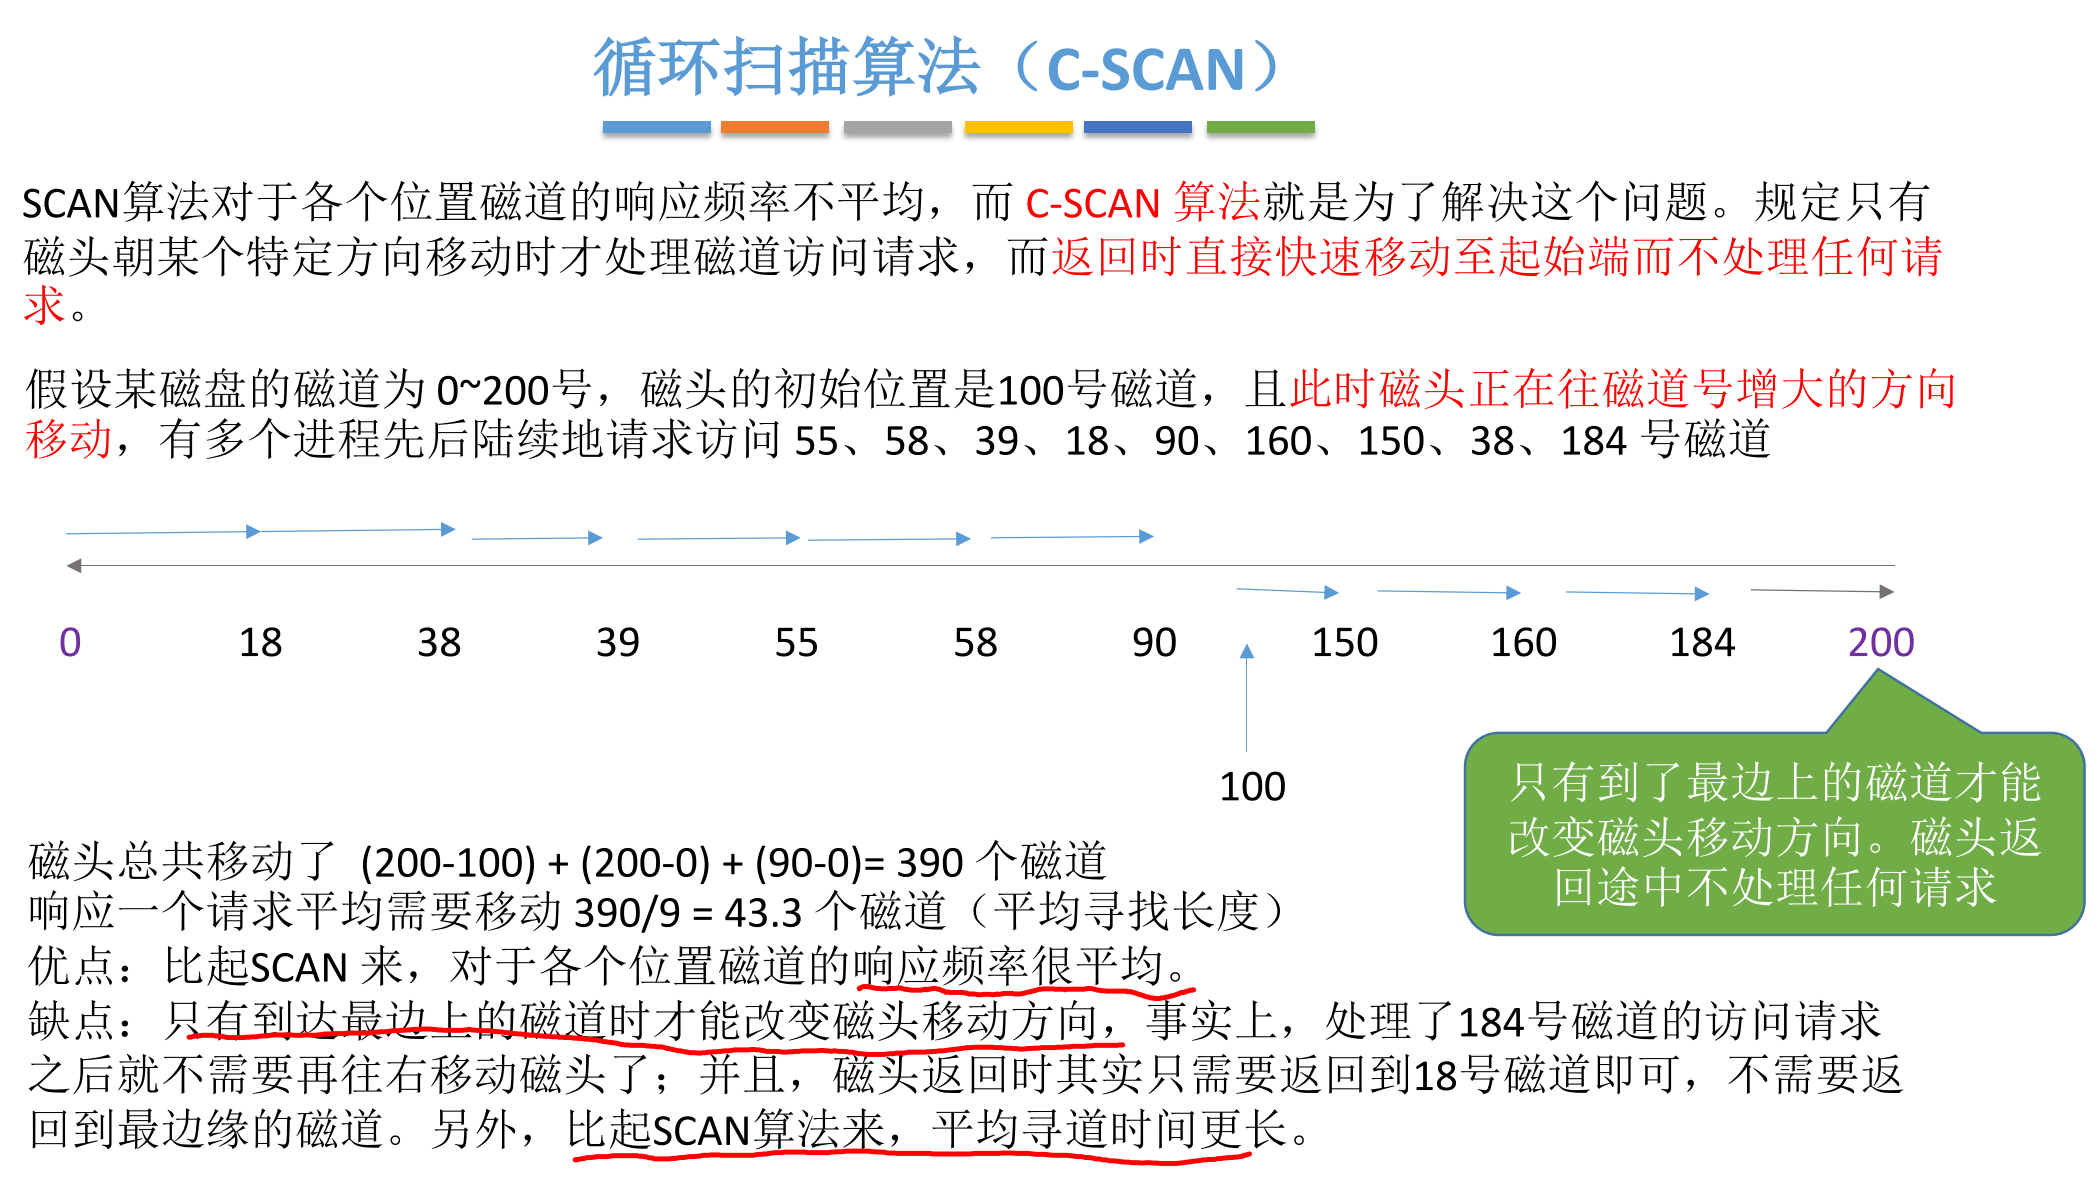 循环扫描算法（C-SCAN）
SCAN算法对于各个位置磁道的响应频率不平均，而 C-SCAN 算法就是为了解决这个问题。规定只有
磁头朝某个特定方向移动时才处理磁道访问请求，而返回时直接快速移动至起始端而不处理任何请
求。
假设某磁盘的磁道为 0~200号，磁头的初始位置是100号磁道，且此时磁头正在往磁道号增大的方向
移动，有多个进程先后陆续地请求访问 55、58、39、18、90、160、150、38、184 号磁道
0 18 38 39 55 58 90 150 160 184 200
100
只有到了最边上的磁道才能
改变磁头移动方向。磁头返
回途中不处理任何请求
磁头总共移动了 (200-100) + (200-0) + (90-0)= 390 个磁道
响应一个请求平均需要移动 390/9 = 43.3 个磁道（平均寻找长度）
优点：比起SCAN 来，对于各个位置磁道的响应频率很平均。
缺点：只有到达最边上的磁道时才能改变磁头移动方向，事实上，处理了184号磁道的访问请求
之后就不需要再往右移动磁头了；并且，磁头返回时其实只需要返回到18号磁道即可，不需要返
回到最边缘的磁道。另外，比起SCAN算法来，平均寻道时间更长。